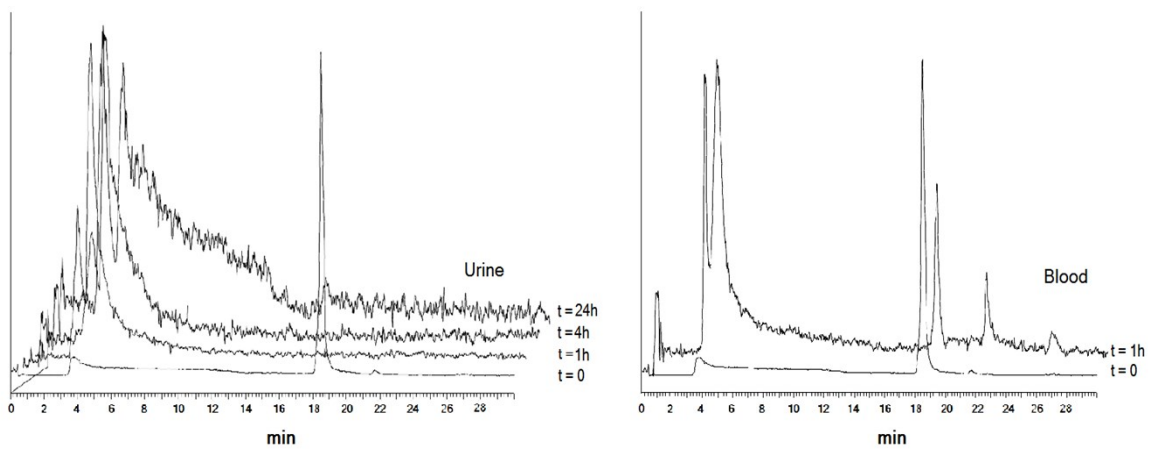 Urine
t = 24h
t = 4h
t = 1h
t = 0
0 2 4 6 8 10 12 14 16 18 20 22 24 26 28
min
Blood
t = 1h
t = 0
0 2 4 6 8 10 12 14 16 18 20 22 24 26 28
min